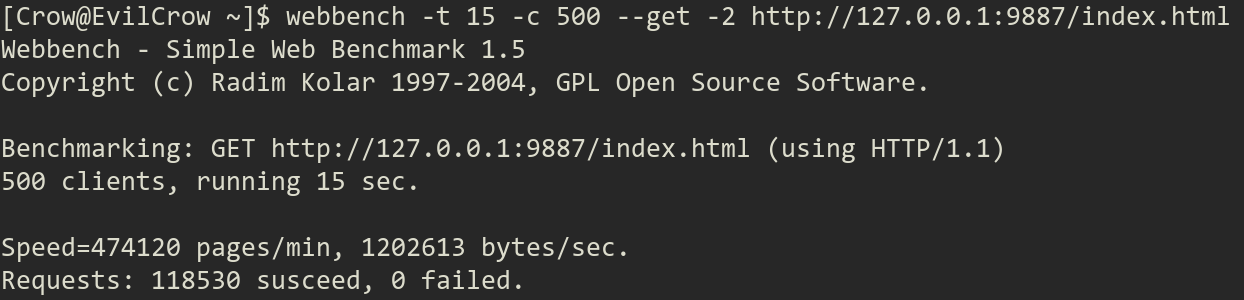 [Crow@EvilCrow ~]$ webbench -t 15 -c 500 --get -2 http://127.0.0.1:9887/index.html
Webbench - Simple Web Benchmark 1.5
Copyright (c) Radim Kolar 1997-2004, GPL Open Source Software.
Benchmarking: GET http://127.0.0.1:9887/index.html (using HTTP/1.1)
500 clients, running 15 sec.
Speed=474120 pages/min, 1202613 bytes/sec.
Requests: 118530 susceed, 0 failed.